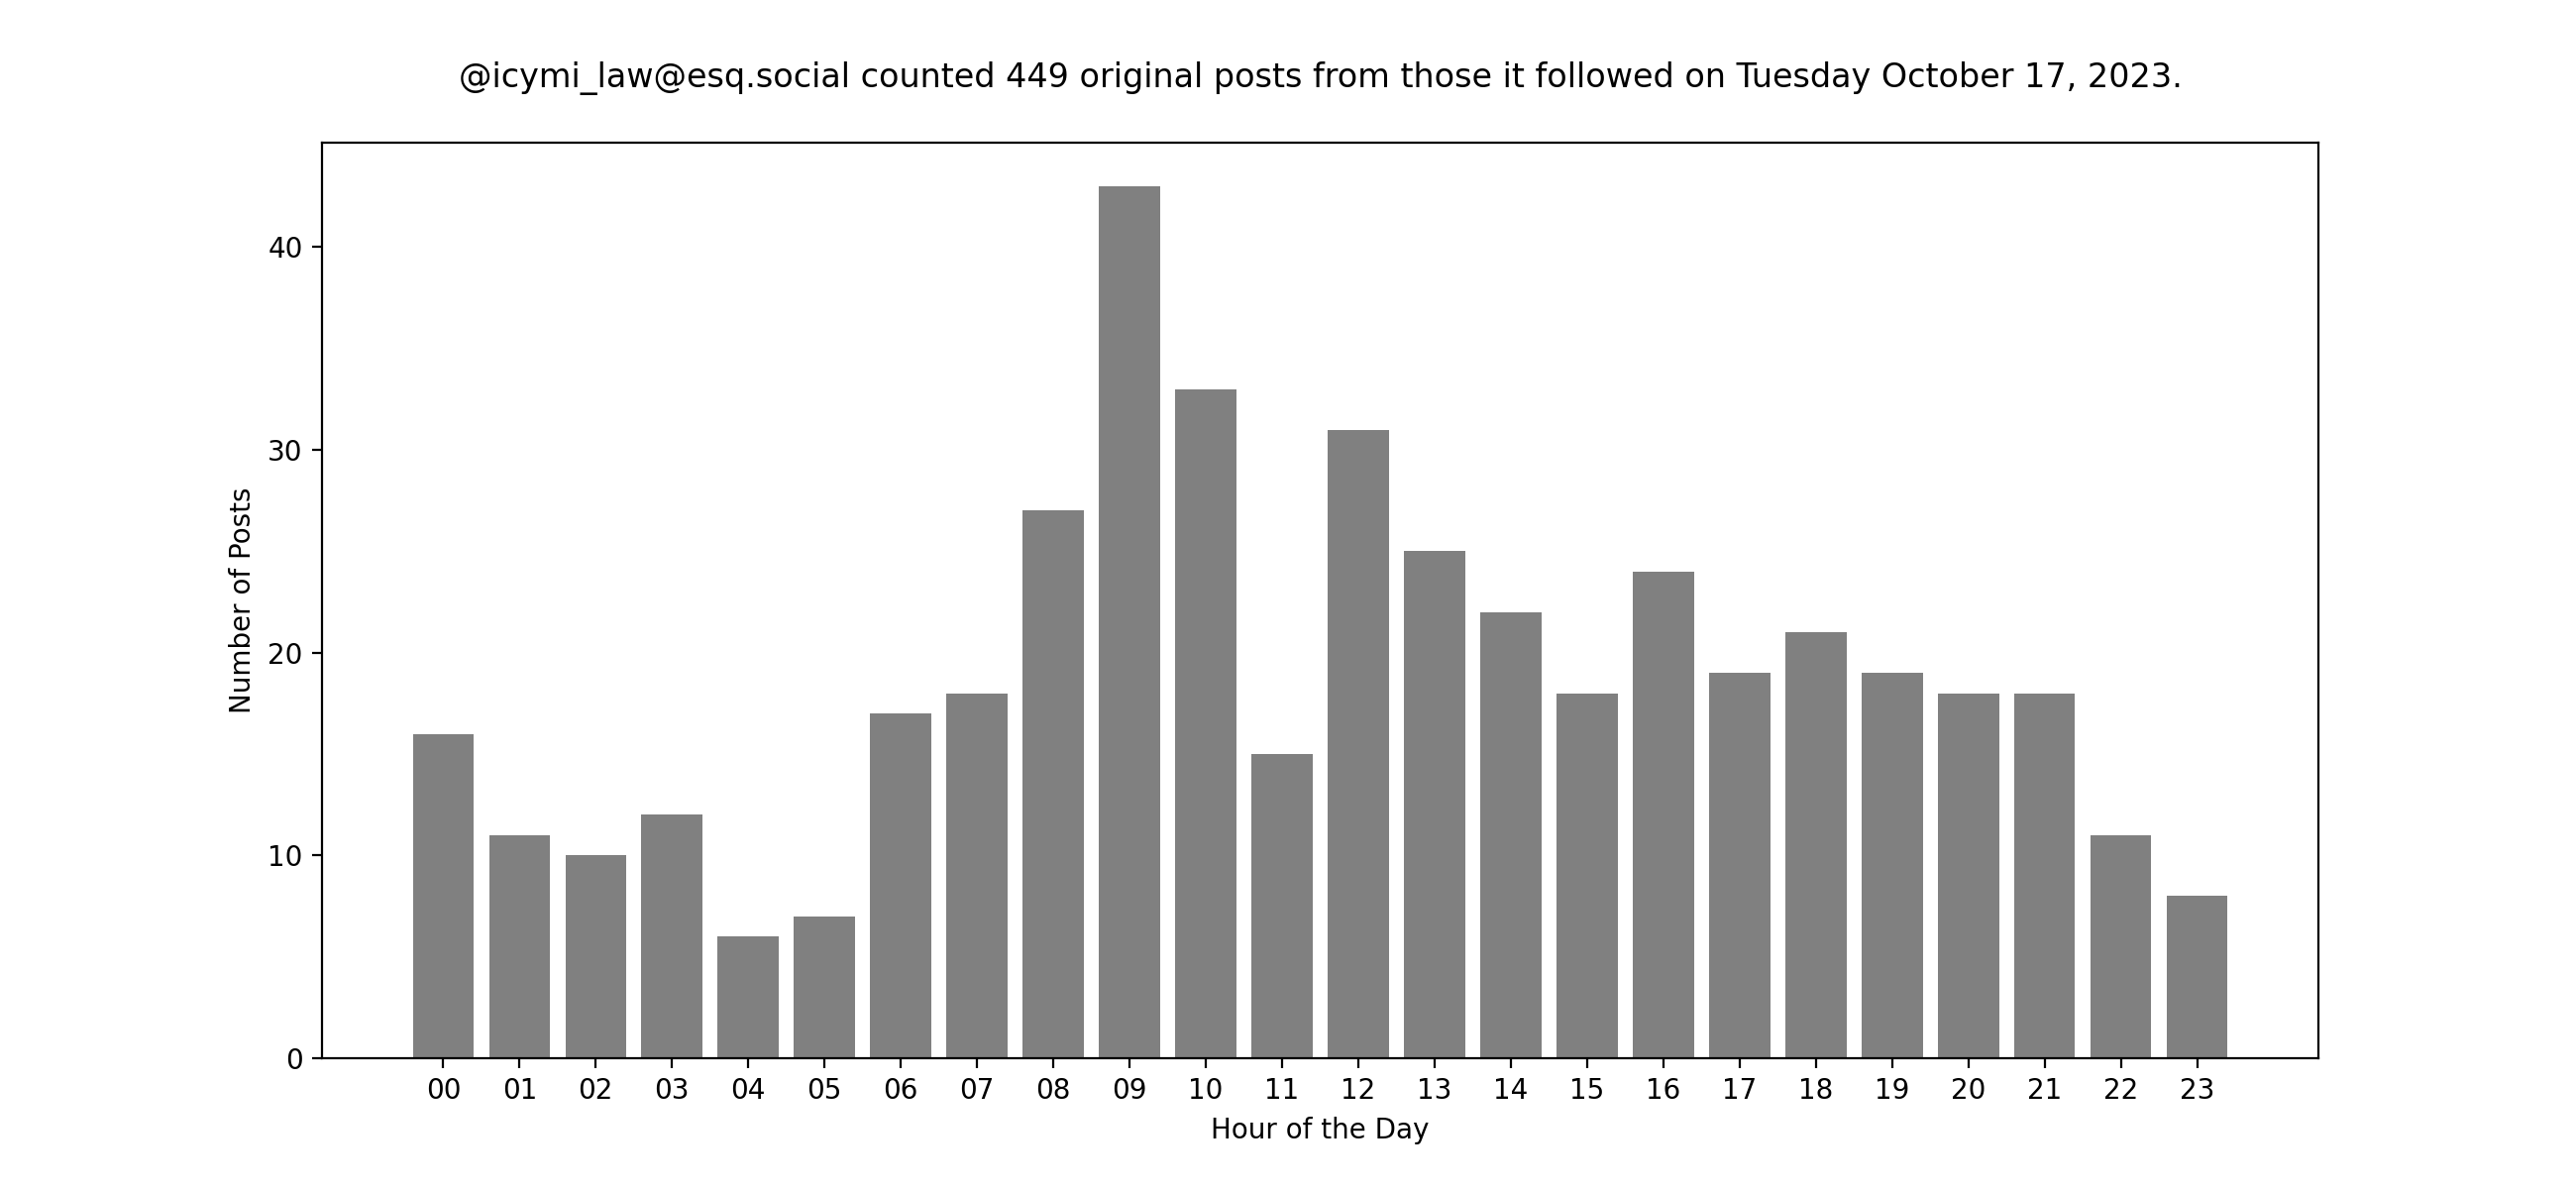 @icymi_law@esq.social counted 449 original posts from those it followed on Tuesday October 17, 2023.
40
30
20
10
0
Number of Posts
00 01 02 03 04 05 06 07 08 09 10 11 12 13 14 15 16 17 18 19 20 21 22 23
Hour of the Day